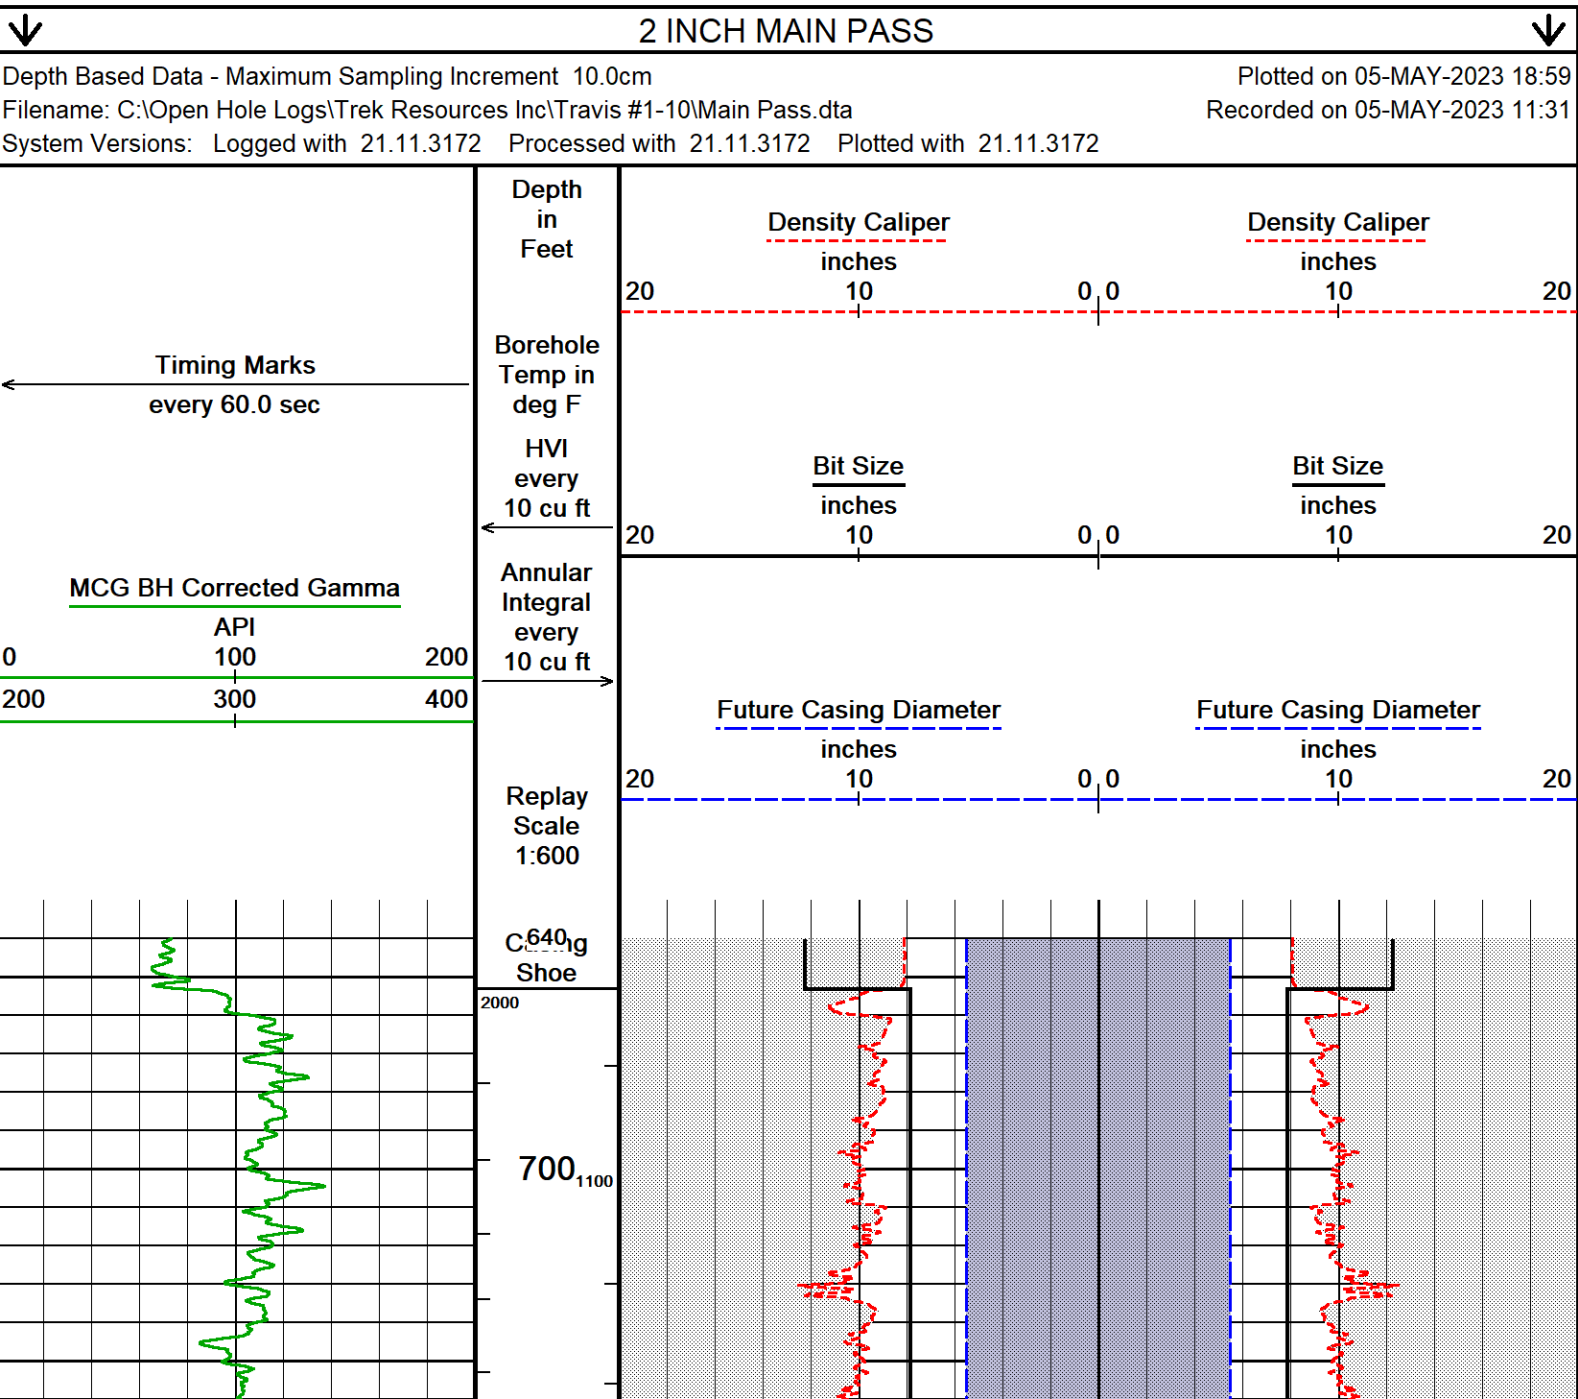 2 INCH MAIN PASS
Depth Based Data - Maximum Sampling Increment 10.0cm
Plotted on 05-MAY-2023 18:59
Filename: C:\Open Hole Logs\Trek Resources Inc\Travis #1-10\Main Pass.dta
Recorded on 05-MAY-2023 11:31
System Versions: Logged with 21.11.3172 Processed with 21.11.3172 Plotted with 21.11.3172
Timing Marks
every 60.0 sec
MCG BH Corrected Gamma
API
0 100 200
200 300 400
Depth
in
Feet
Borehole
Temp in
deg F
HVI
every
10 cu ft
Annular
Integral
every
10 cu ft
Replay
Scale
1:600
Density Caliper
inches
20 10 0
Density Caliper
inches
0 10 20
Bit Size
inches
20 10 0
Bit Size
inches
0 10 20
Future Casing Diameter
inches
20 10 0
Future Casing Diameter
inches
0 10 20
640
Casing
Shoe
2000
700
1100